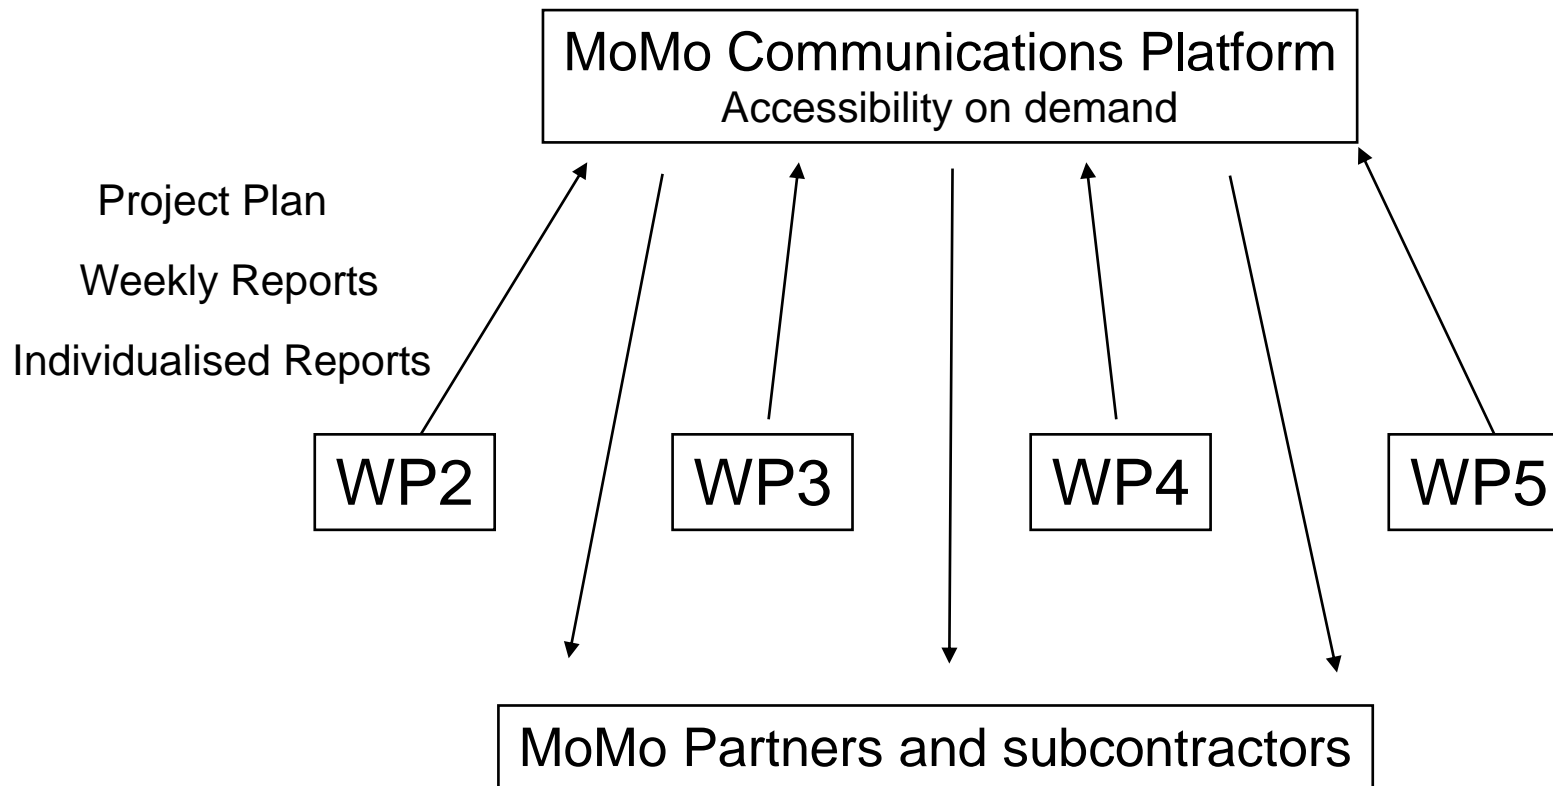 MoMo Communications Platform
Accessibility on demand
Project Plan
Weekly Reports
Individualised Reports
WP2
WP3
WP4
WP5
MoMo Partners and subcontractors